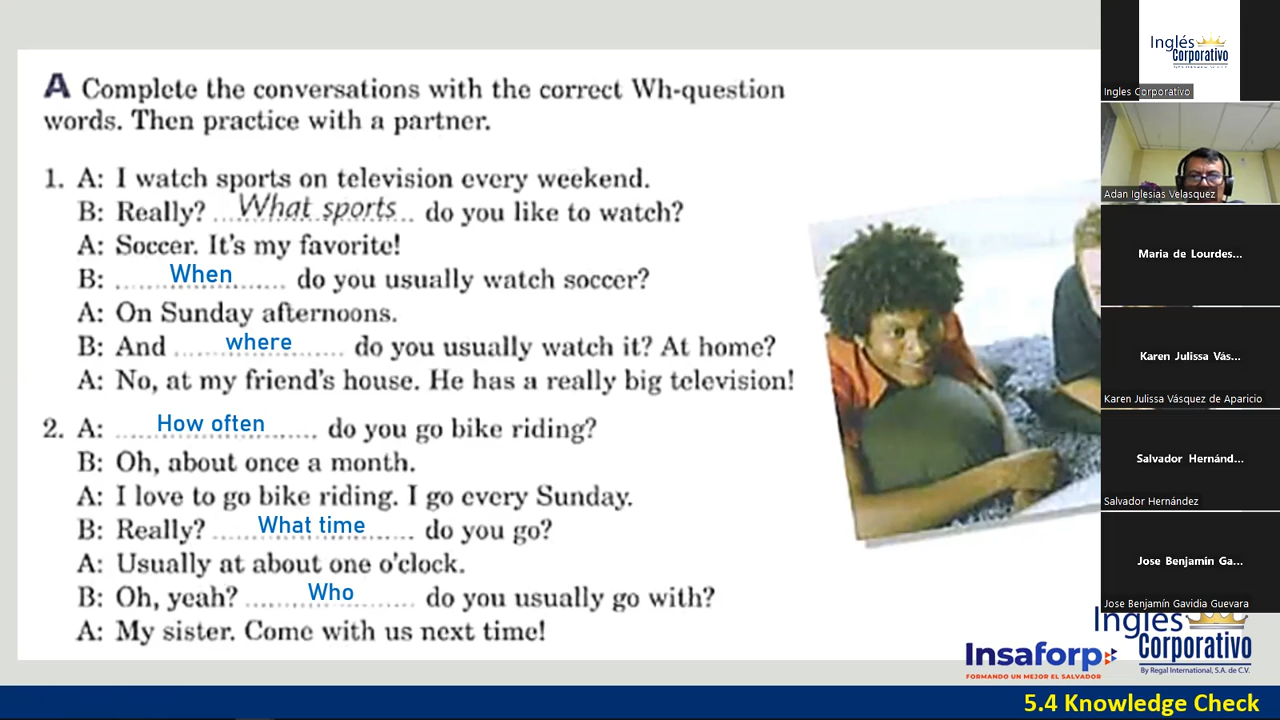 A Complete the conversations with the correct Wh-question
words. Then practice with a partner.
1. A: I watch sports on television every weekend.
B: Really? What sports do you like to watch?
A: Soccer. It's my favorite!
B: When do you usually watch soccer?
A: On Sunday afternoons.
B: And where do you usually watch it? At home?
A: No, at my friend's house. He has a really big television!
2. A: How often do you go bike riding?
B: Oh, about once a month.
A: I love to go bike riding. I go every Sunday.
B: Really? What time do you go?
A: Usually at about one o'clock.
B: Oh, yeah? Who do you usually go with?
A: My sister. Come with us next time!
Inglés
Corporativo
Ingles Corporativo
Adan Iglesias Velasquez
Maria de Lourdes...
Karen Julissa Vás...
Karen Julissa Vásquez de Aparicio
Salvador Hernánd...
Salvador Hernández
Jose Benjamín Ga...
Jose Benjamín Gavidia Guevara
Insaforp
FORMANDO UN MEJOR EL SALVADOR
Inglés
Corporativo
By Regal International, S.A. de C.V.
5.4 Knowledge Check